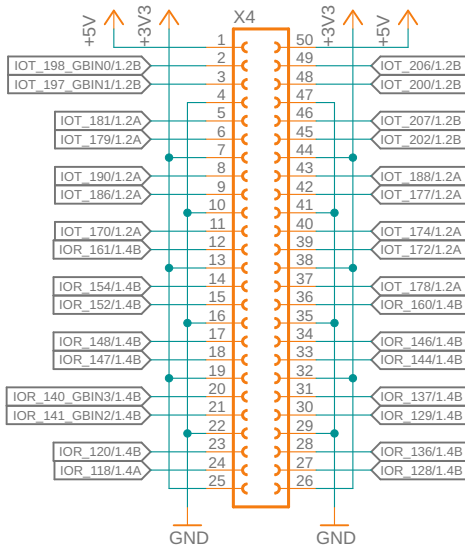 +5V +3V3 X4 +3V3 +5V
1 50
IOT_198_GBIN0/1.2B 2 49 IOT_206/1.2B
IOT_197_GBIN1/1.2B 3 48 IOT_200/1.2B
4 47
IOT_181/1.2A 5 46 IOT_207/1.2B
IOT_179/1.2A 6 45 IOT_202/1.2B
7 44
IOT_190/1.2A 8 43 IOT_188/1.2A
IOT_186/1.2A 9 42 IOT_177/1.2A
10 41
IOT_170/1.2A 11 40 IOT_174/1.2A
IOR_161/1.4B 12 39 IOT_172/1.2A
13 38
IOR_154/1.4B 14 37 IOT_178/1.2A
IOR_152/1.4B 15 36 IOR_160/1.4B
16 35
IOR_148/1.4B 17 34 IOR_146/1.4B
IOR_147/1.4B 18 33 IOR_144/1.4B
19 32
IOR_140_GBIN3/1.4B 20 31 IOR_137/1.4B
IOR_141_GBIN2/1.4B 21 30 IOR_129/1.4B
22 29
IOR_120/1.4B 23 28 IOR_136/1.4B
IOR_118/1.4A 24 27 IOR_128/1.4B
25 26
GND GND